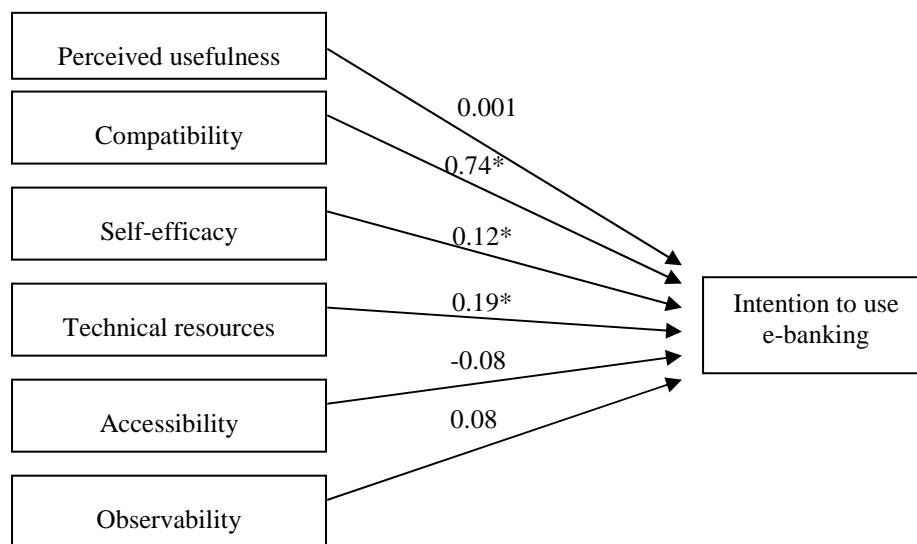 Perceived usefulness
0.001
Compatibility
0.74*
Self-efficacy
0.12*
Technical resources
0.19*
Intention to use
e-banking
Accessibility
-0.08
Observability
0.08